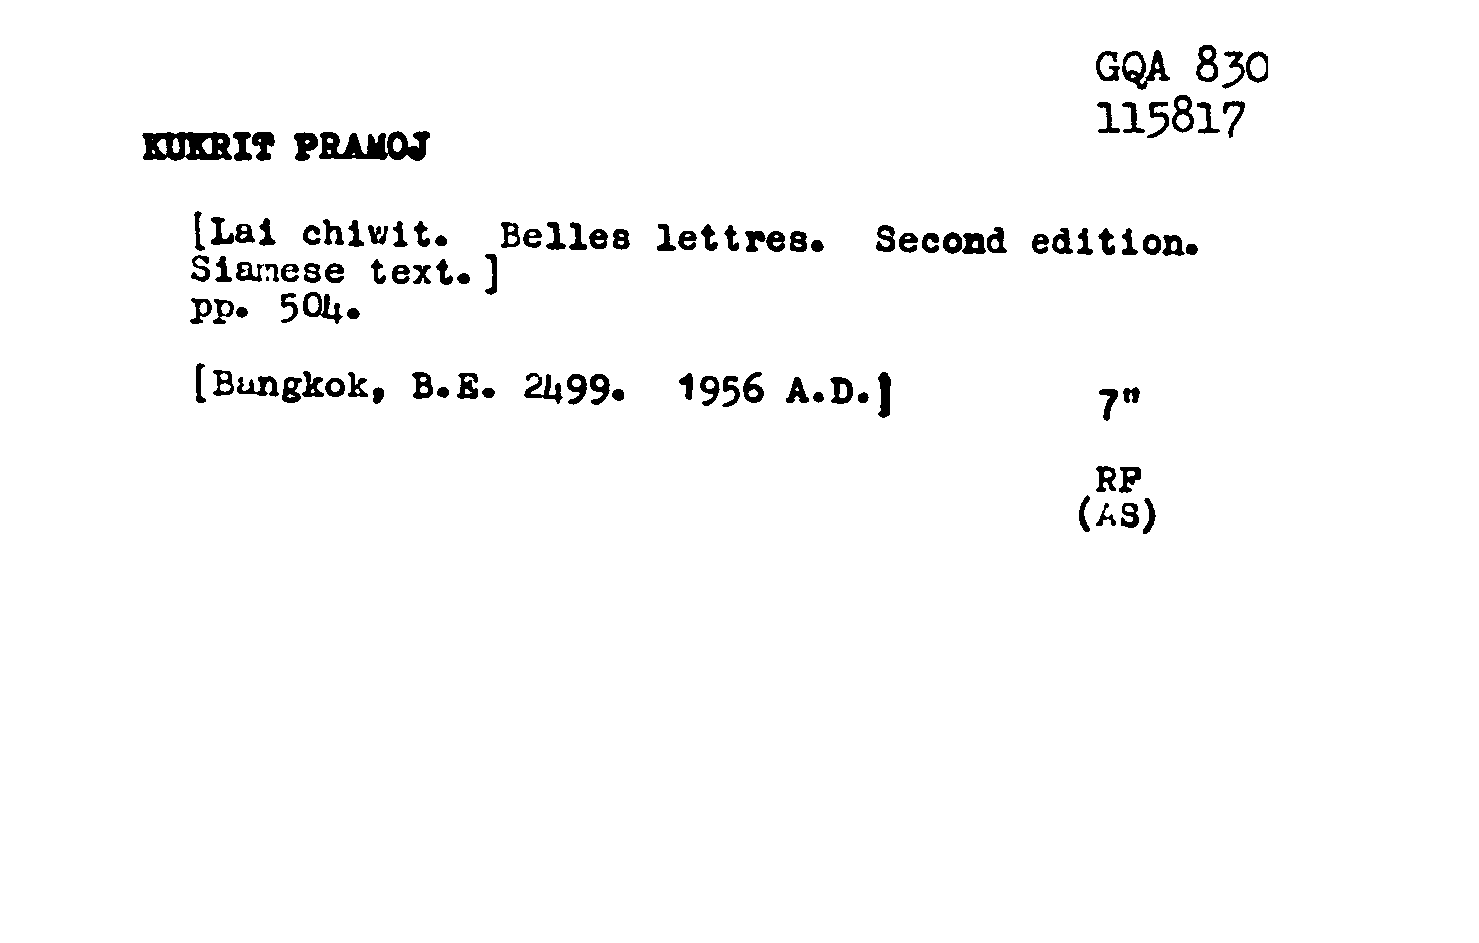 GQA 830
115817
KUKRIT PRAMOJ
[Lai chiwit. Belles lettres. Second edition.
Siamese text.]
pp. 504.
[Bangkok, B.E. 2499. 1956 A.D.]
7"
RF
(AS)